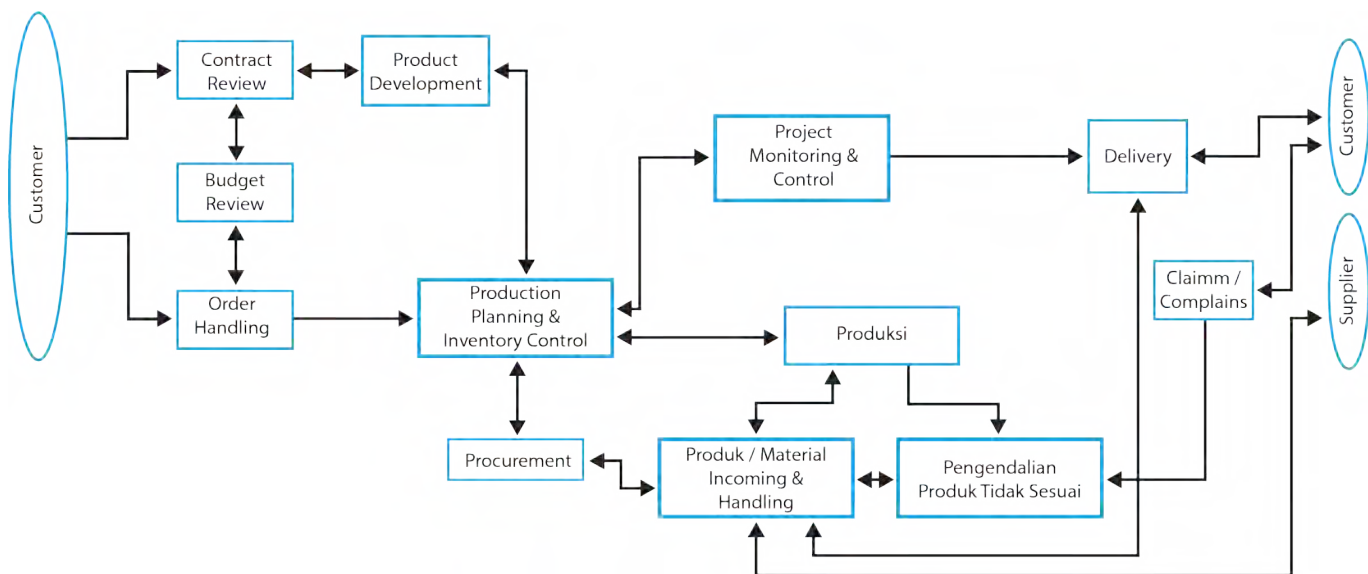 Customer
Contract
Review
Product
Development
Budget
Review
Order
Handling
Production
Planning &
Inventory Control
Procurement
Project
Monitoring &
Control
Produksi
Produk / Material
Incoming &
Handling
Pengendalian
Produk Tidak Sesuai
Delivery
Claimm /
Complains
Customer
Supplier